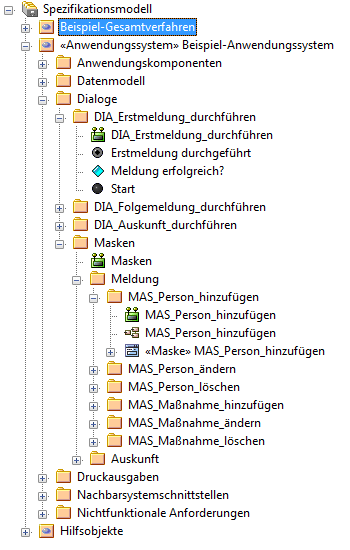 Spezifikationsmodell
Beispiel-Gesamtverfahren
«Anwendungssystem» Beispiel-Anwendungssystem
Anwendungskomponenten
Datenmodell
Dialoge
DIA_Erstmeldung_durchführen
DIA_Erstmeldung_durchführen
Erstmeldung durchgeführt
Meldung erfolgreich?
Start
DIA_Folgemeldung_durchführen
DIA_Auskunft_durchführen
Masken
Masken
Meldung
MAS_Person_hinzufügen
MAS_Person_hinzufügen
MAS_Person_hinzufügen
«Maske» MAS_Person_hinzufügen
MAS_Person_ändern
MAS_Person_löschen
MAS_Maßnahme_hinzufügen
MAS_Maßnahme_ändern
MAS_Maßnahme_löschen
Auskunft
Druckausgaben
Nachbarsystemschnittstellen
Nichtfunktionale Anforderungen
Hilfsobjekte